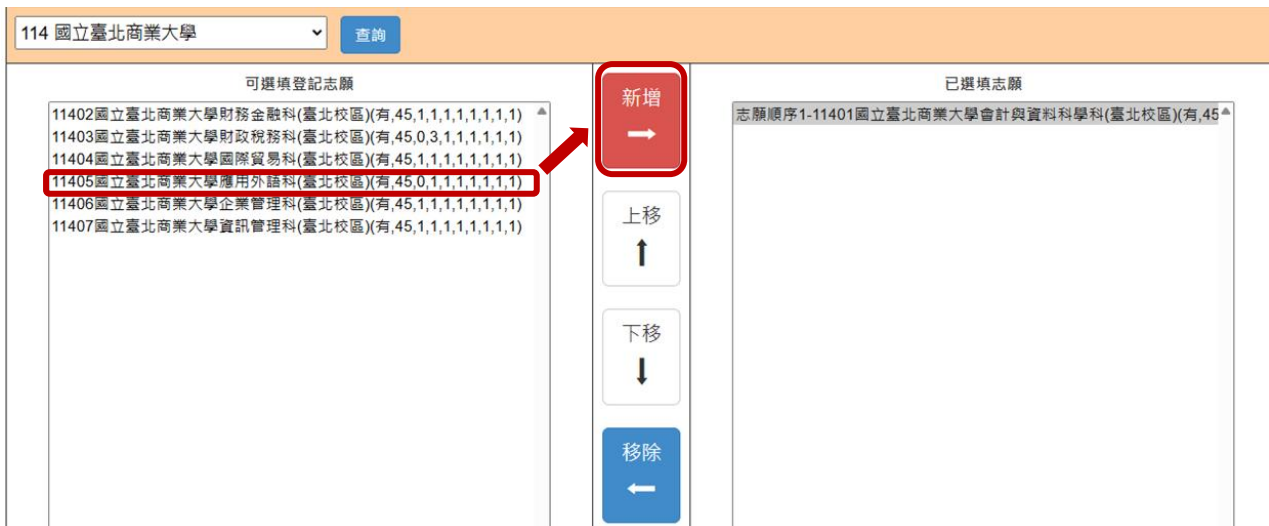 114 國立臺北商業大學
查詢
可選填登記志願
11402國立臺北商業大學財務金融科(臺北校區)(有,45,1,1,1,1,1,1,1,1)
11403國立臺北商業大學財政稅務科(臺北校區)(有,45,0,3,1,1,1,1,1,1)
11404國立臺北商業大學國際貿易科(臺北校區)(有,45,1,1,1,1,1,1,1,1)
11405國立臺北商業大學應用外語科(臺北校區)(有,45,0,1,1,1,1,1,1,1)
11406國立臺北商業大學企業管理科(臺北校區)(有,45,1,1,1,1,1,1,1,1)
11407國立臺北商業大學資訊管理科(臺北校區)(有,45,1,1,1,1,1,1,1,1)
新增
上移
下移
移除
已選填志願
志願順序1-11401國立臺北商業大學會計與資料科學科(臺北校區)(有,45